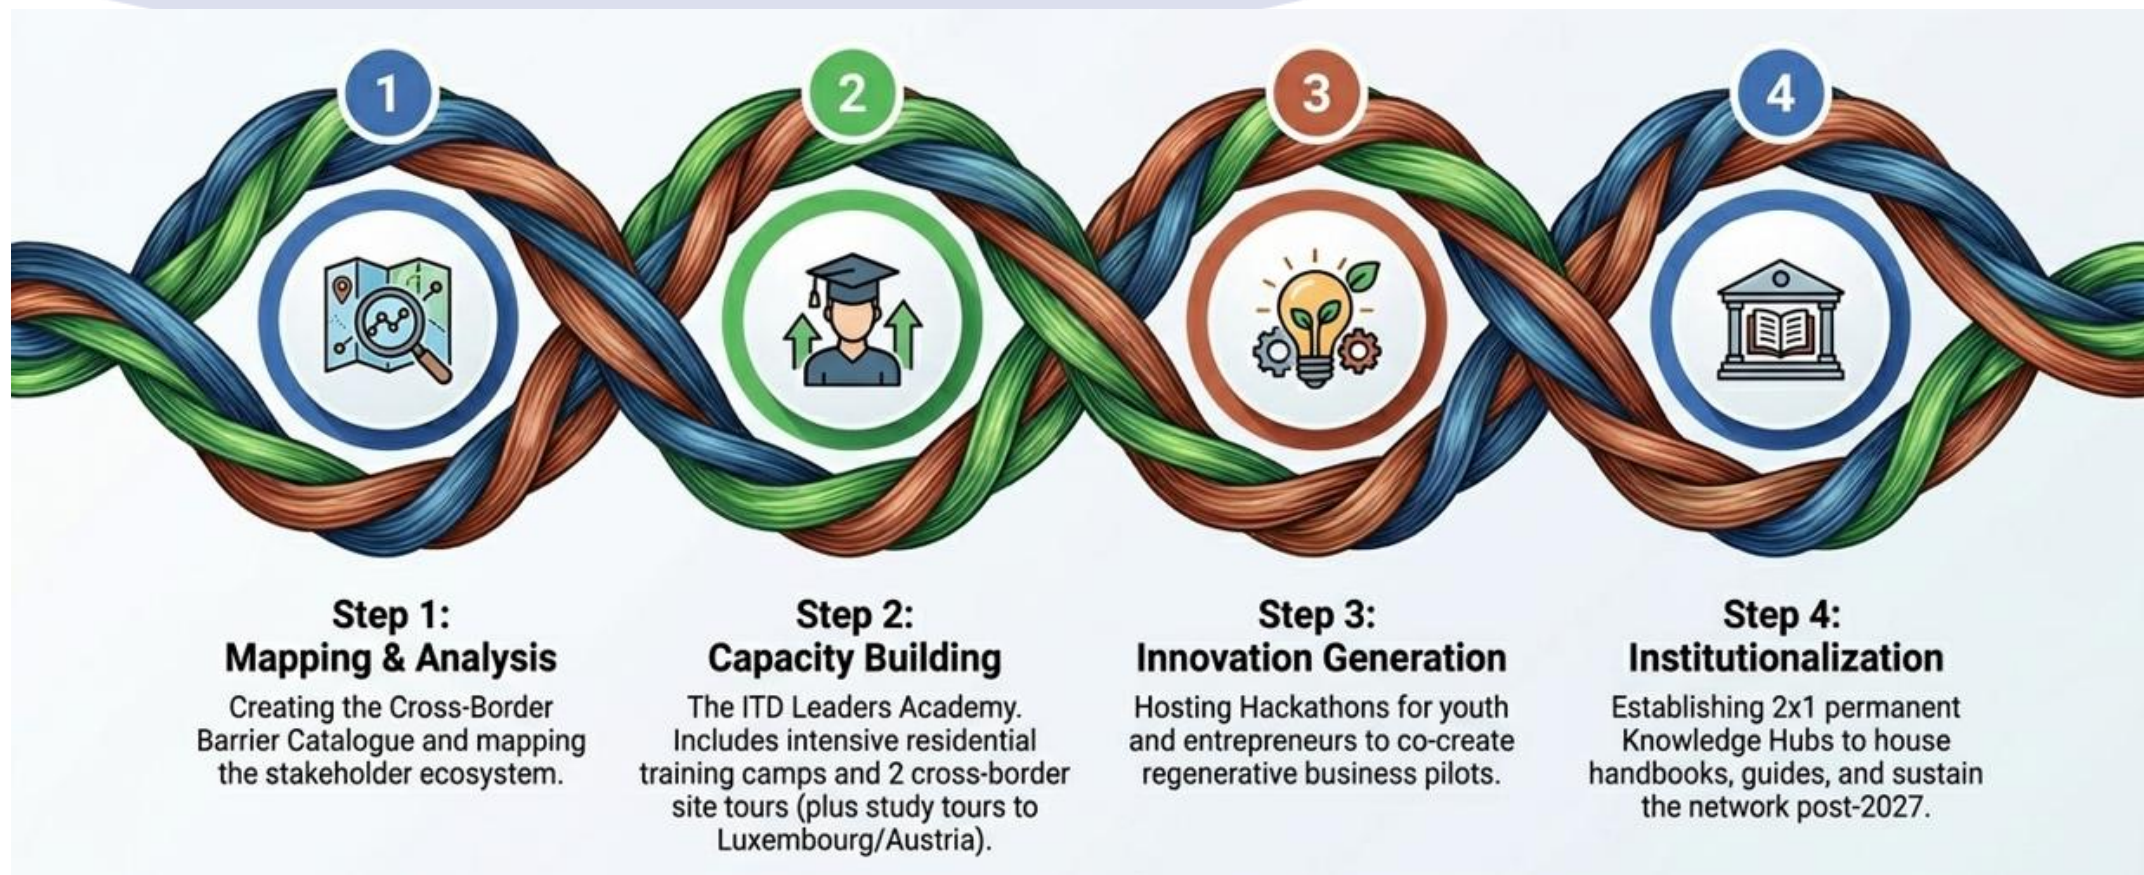 1
2
3
4
Step 1:
Mapping & Analysis
Creating the Cross-Border
Barrier Catalogue and mapping
the stakeholder ecosystem.
Step 2:
Capacity Building
The ITD Leaders Academy.
Includes intensive residential
training camps and 2 cross-border
site tours (plus study tours to
Luxembourg/Austria).
Step 3:
Innovation Generation
Hosting Hackathons for youth
and entrepreneurs to co-create
regenerative business pilots.
Step 4:
Institutionalization
Establishing 2x1 permanent
Knowledge Hubs to house
handbooks, guides, and sustain
the network post-2027.